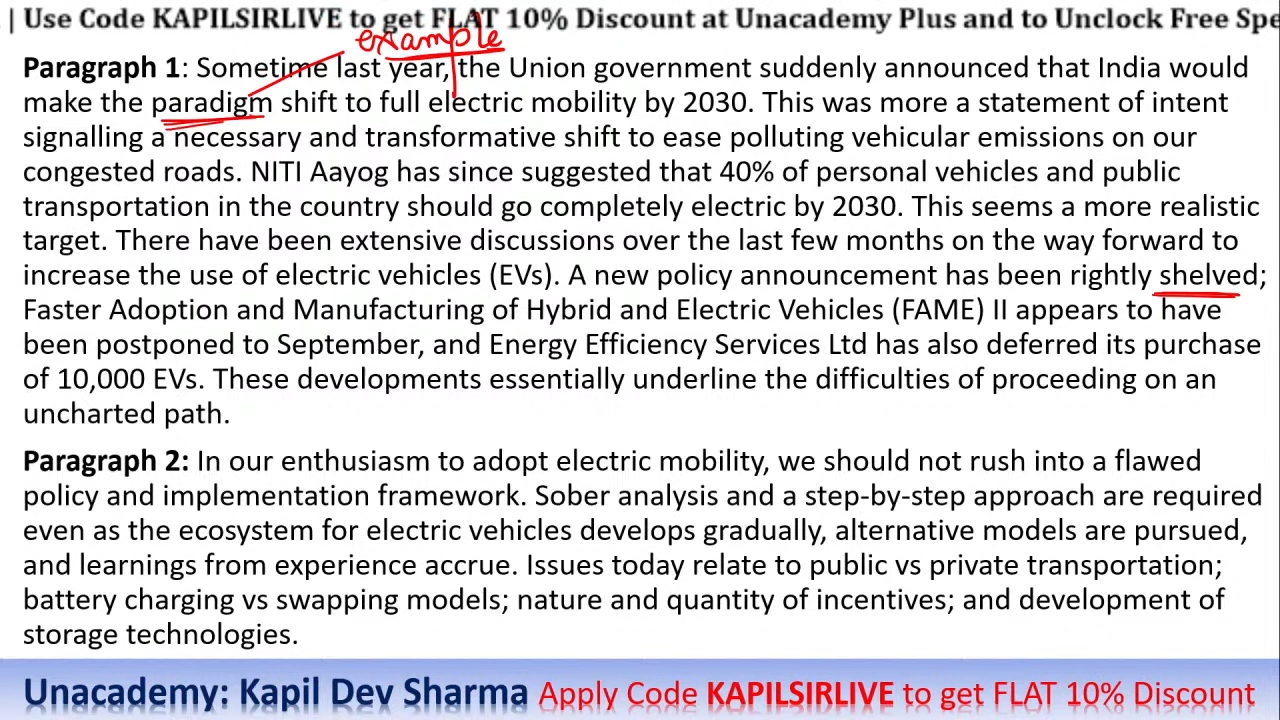 | Use Code KAPILSIRLIVE to get FLAT 10% Discount at Unacademy Plus and to Unclock Free Spe
example
Paragraph 1: Sometime last year, the Union government suddenly announced that India would
make the paradigm shift to full electric mobility by 2030. This was more a statement of intent
signalling a necessary and transformative shift to ease polluting vehicular emissions on our
congested roads. NITI Aayog has since suggested that 40% of personal vehicles and public
transportation in the country should go completely electric by 2030. This seems a more realistic
target. There have been extensive discussions over the last few months on the way forward to
increase the use of electric vehicles (EVs). A new policy announcement has been rightly shelved;
Faster Adoption and Manufacturing of Hybrid and Electric Vehicles (FAME) II appears to have
been postponed to September, and Energy Efficiency Services Ltd has also deferred its purchase
of 10,000 EVs. These developments essentially underline the difficulties of proceeding on an
uncharted path.
Paragraph 2: In our enthusiasm to adopt electric mobility, we should not rush into a flawed
policy and implementation framework. Sober analysis and a step-by-step approach are required
even as the ecosystem for electric vehicles develops gradually, alternative models are pursued,
and learnings from experience accrue. Issues today relate to public vs private transportation;
battery charging vs swapping models; nature and quantity of incentives; and development of
storage technologies.
Unacademy: Kapil Dev Sharma Apply Code KAPILSIRLIVE to get FLAT 10% Discount